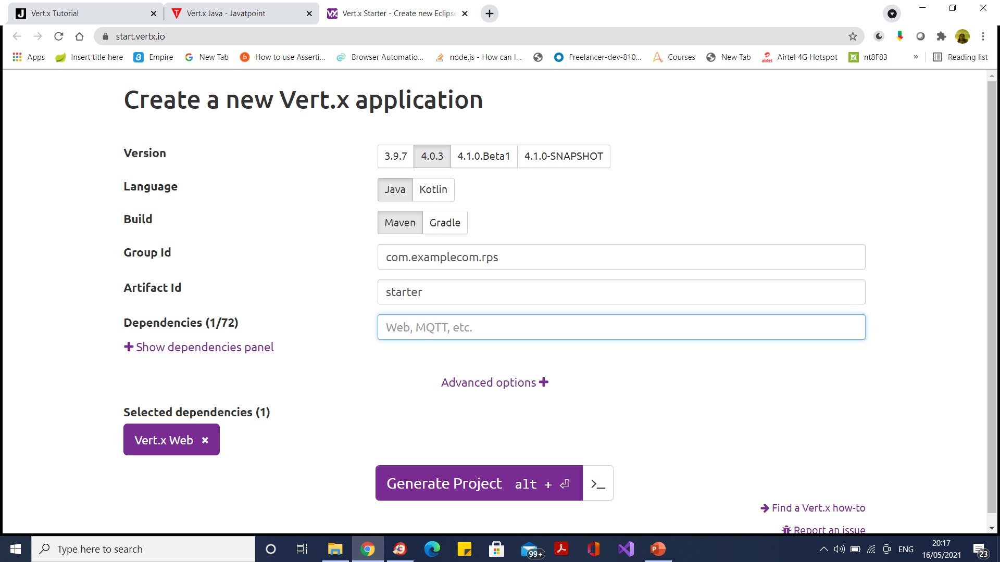 Vert.x Tutorial
Vert.x Java - Javatpoint
Vert.x Starter - Create new Eclipse
start.vertx.io
Apps
Insert title here
Empire
New Tab
How to use Asserti...
Browser Automatio...
node.js - How can I...
Freelancer-dev-810...
Courses
New Tab
airtel
Airtel 4G Hotspot
nt8F83
»
Reading list
Create a new Vert.x application
Version
3.9.7 4.0.3 4.1.0.Beta1 4.1.0-SNAPSHOT
Language
Java Kotlin
Build
Maven Gradle
Group Id
com.examplecom.rps
Artifact Id
starter
Dependencies (1/72)
Web, MQTT, etc.
Show dependencies panel
Advanced options
Selected dependencies (1)
Vert.x Web ×
Generate Project alt + ⏎
>_
Find a Vert.x how-to
Report an issue
Type here to search
99+
ENG
20:17
16/05/2021
23